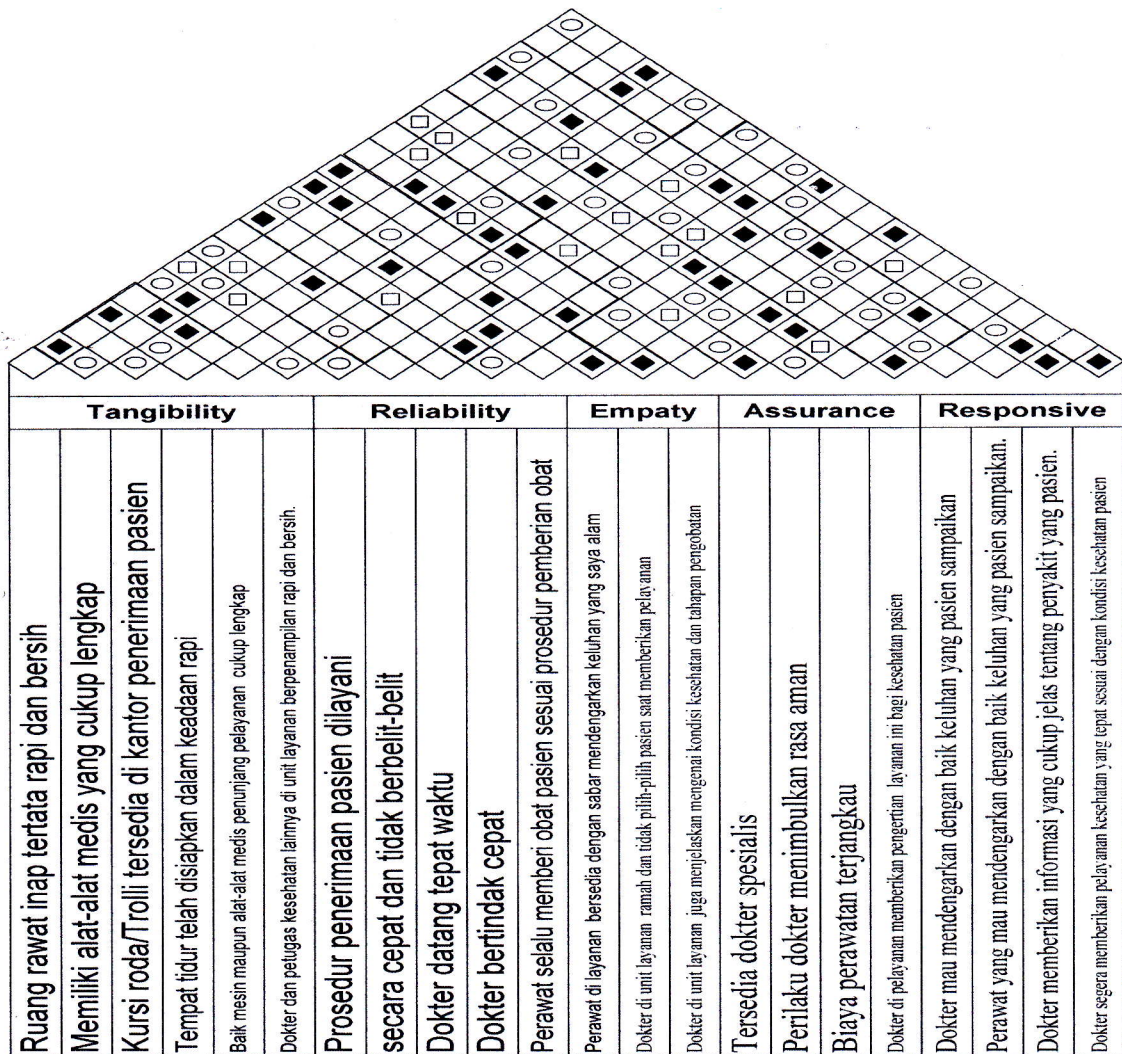 Tangibility
Reliability
Empaty
Assurance
Responsive
Ruang rawat inap tertata rapi dan bersih
Memiliki alat-alat medis yang cukup lengkap
Kursi roda/Trolli tersedia di kantor penerimaan pasien
Tempat tidur telah disiapkan dalam keadaan rapi
Baik mesin maupun alat-alat medis penunjang pelayanan cukup lengkap
Dokter dan petugas kesehatan lainnya di unit layanan berpenampilan rapi dan bersih.
Prosedur penerimaan pasien dilayani
secara cepat dan tidak berbelit-belit
Dokter datang tepat waktu
Dokter bertindak cepat
Perawat selalu memberi obat pasien sesuai prosedur pemberian obat
Perawat di layanan bersedia dengan sabar mendengarkan keluhan yang saya alam
Dokter di unit layanan ramah dan tidak pilih-pilih pasien saat memberikan pelayanan
Dokter di unit layanan juga menjelaskan mengenai kondisi kesehatan dan tahapan pengobatan
Tersedia dokter spesialis
Perilaku dokter menimbulkan rasa aman
Biaya perawatan terjangkau
Dokter di pelayanan memberikan pengertian layanan ini bagi kesehatan pasien
Dokter mau mendengarkan dengan baik keluhan yang pasien sampaikan
Perawat yang mau mendengarkan dengan baik keluhan yang pasien sampaikan.
Dokter memberikan informasi yang cukup jelas tentang penyakit yang pasien.
Dokter segera memberikan pelayanan kesehatan yang tepat sesuai dengan kondisi kesehatan pasien